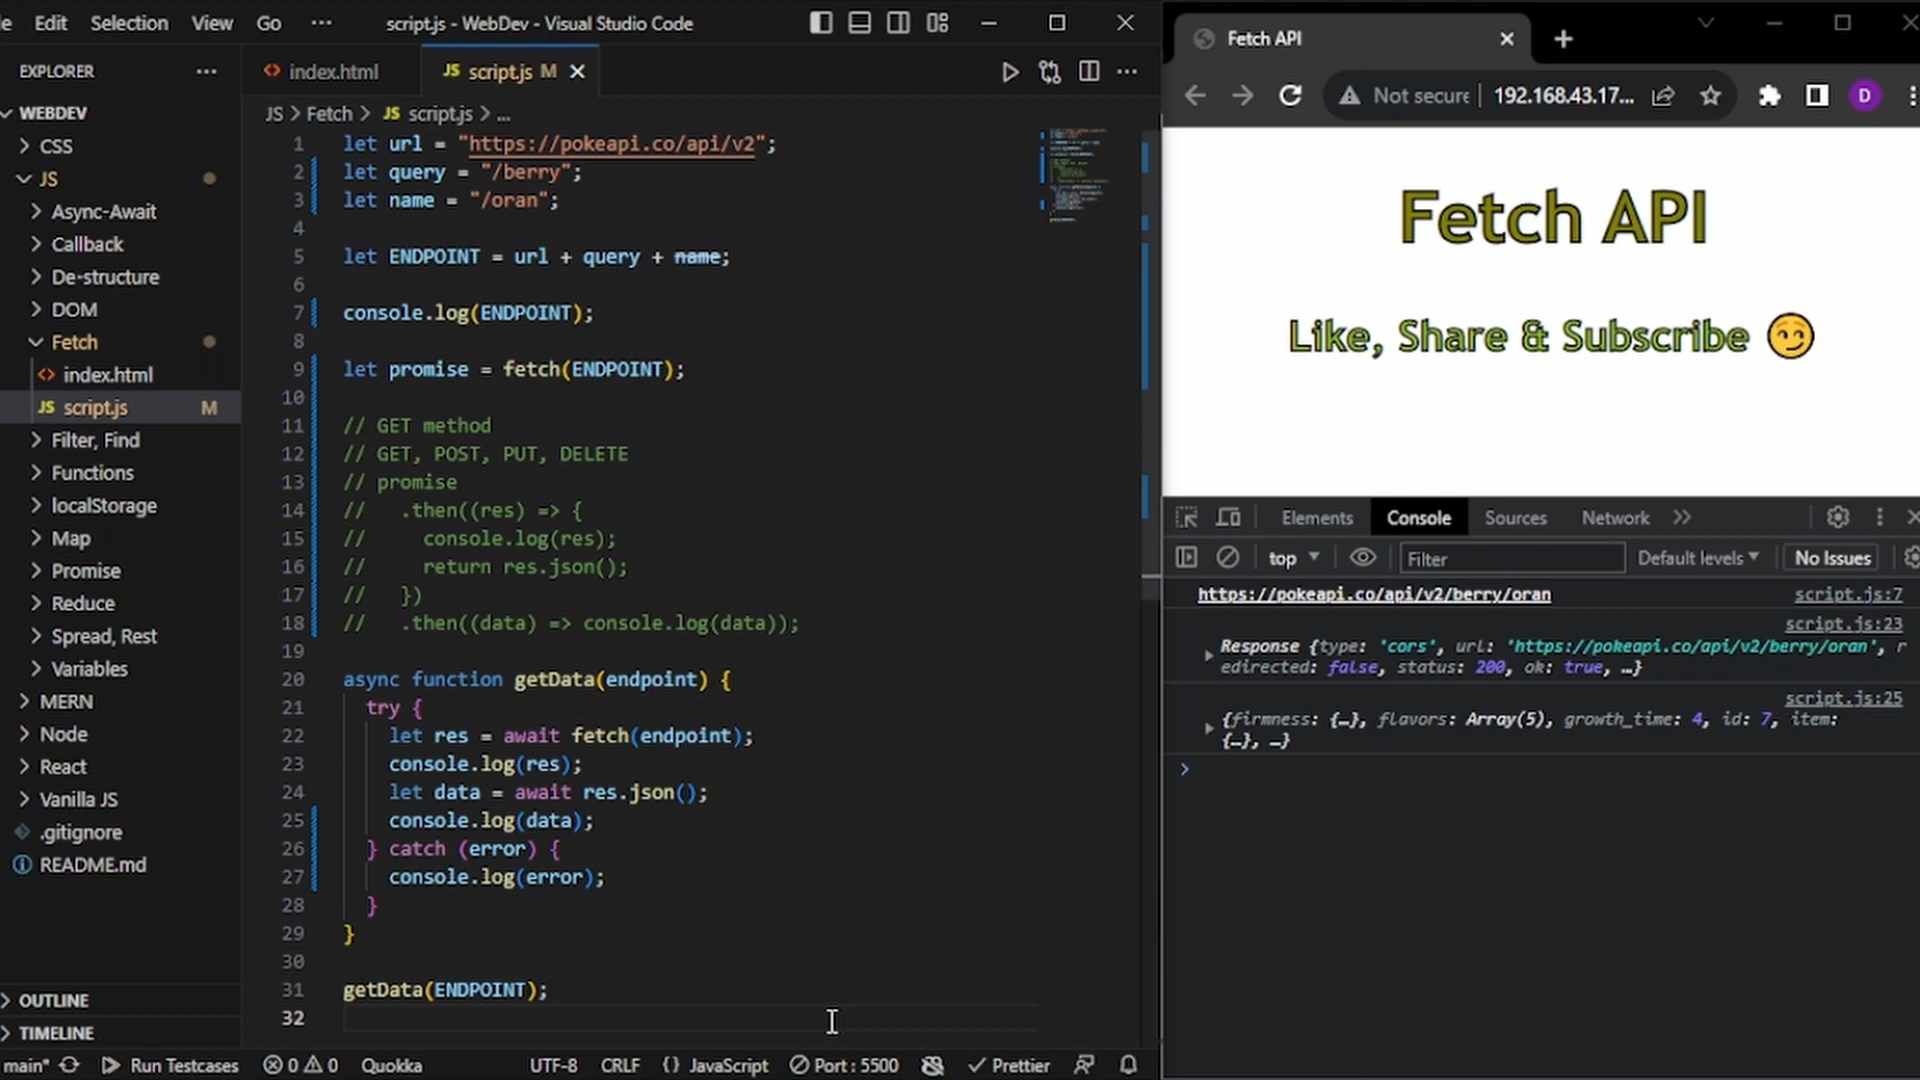 Edit Selection View Go ··· script.js - WebDev - Visual Studio Code
EXPLORER ···
WEBDEV
CSS
JS
Async-Await
Callback
De-structure
DOM
Fetch
index.html
script.js M
Filter, Find
Functions
localStorage
Map
Promise
Reduce
Spread, Rest
Variables
MERN
Node
React
Vanilla JS
.gitignore
README.md
OUTLINE
TIMELINE
index.html JS script.js M
JS > Fetch > JS script.js > ...
1 let url = "https://pokeapi.co/api/v2";
2 let query = "/berry";
3 let name = "/oran";
4
5 let ENDPOINT = url + query + name;
6
7 console.log(ENDPOINT);
8
9 let promise = fetch(ENDPOINT);
10
11 // GET method
12 // GET, POST, PUT, DELETE
13 // promise
14 //   .then((res) => {
15 //     console.log(res);
16 //     return res.json();
17 //   })
18 //   .then((data) => console.log(data));
19
20 async function getData(endpoint) {
21   try {
22     let res = await fetch(endpoint);
23     console.log(res);
24     let data = await res.json();
25     console.log(data);
26   } catch (error) {
27     console.log(error);
28   }
29 }
30
31 getData(ENDPOINT);
32
main* Run Testcases 0 0 Quokka UTF-8 CRLF {} JavaScript Port : 5500 Prettier
Fetch API
Not secure 192.168.43.17... D
Fetch API
Like, Share & Subscribe 😏
Elements Console Sources Network
top Filter Default levels No Issues
https://pokeapi.co/api/v2/berry/oran script.js:7
script.js:23
Response {type: 'cors', url: 'https://pokeapi.co/api/v2/berry/oran', r
edirected: false, status: 200, ok: true, …}
script.js:25
{firmness: {…}, flavors: Array(5), growth_time: 4, id: 7, item:
{…}, …}